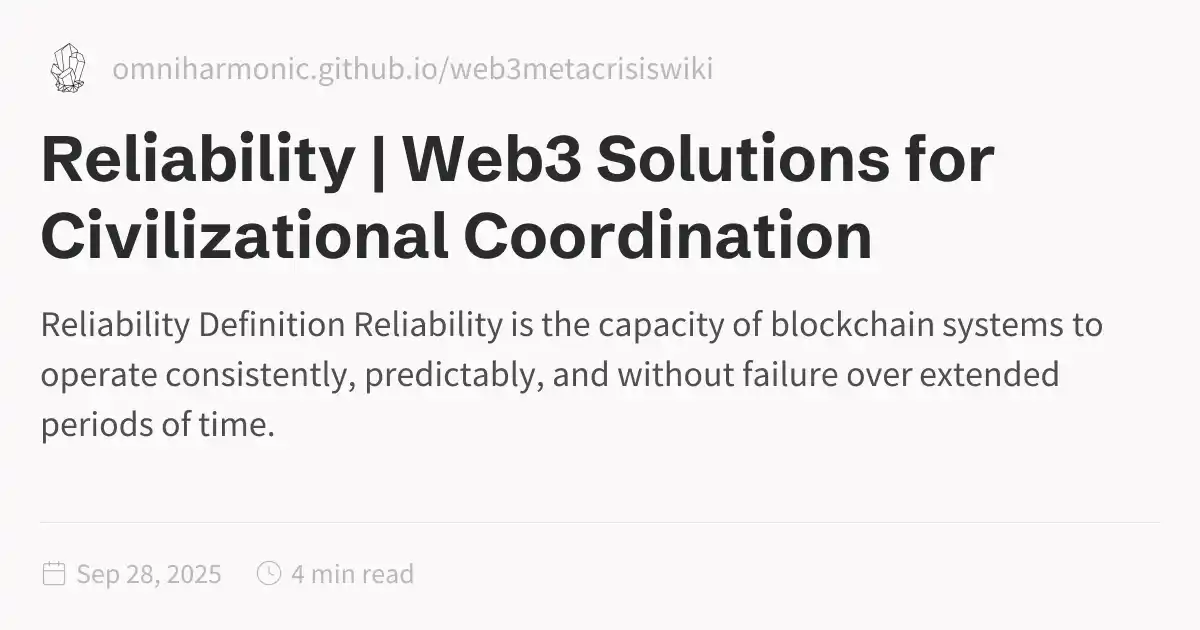 omniharmonic.github.io/web3metacrisiswiki
Reliability | Web3 Solutions for
Civilizational Coordination
Reliability Definition Reliability is the capacity of blockchain systems to
operate consistently, predictably, and without failure over extended
periods of time.
Sep 28, 2025 4 min read